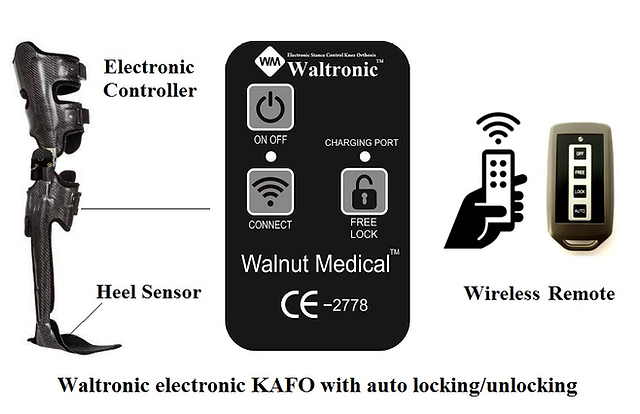 Electronic
Controller
Heel Sensor
WM
Electronic Stance Control Knee Orthosis
Waltronic™
ON OFF
CHARGING PORT
CONNECT
FREE
LOCK
Walnut Medical™
CE-2778
OFF
FREE
LOCK
AUTO
Wireless Remote
Waltronic electronic KAFO with auto locking/unlocking